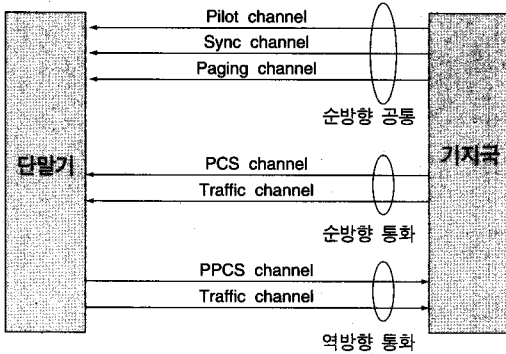 Pilot channel
Sync channel
Paging channel
순방향 공통
단말기
기지국
PCS channel
Traffic channel
순방향 통화
PPCS channel
Traffic channel
역방향 통화